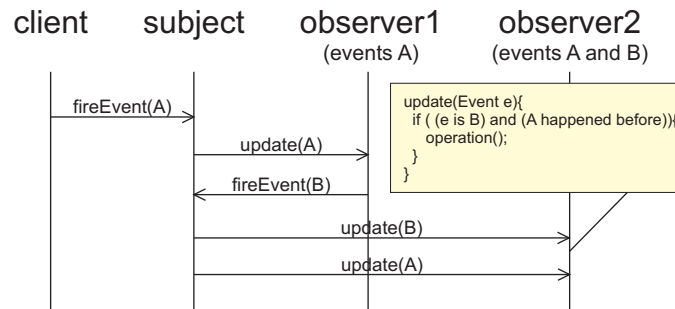 client subject observer1 observer2
(events A) (events A and B)
fireEvent(A)
update(Event e){
if ( (e is B) and (A happened before)){
operation();
}
}
update(A)
fireEvent(B)
update(B)
update(A)